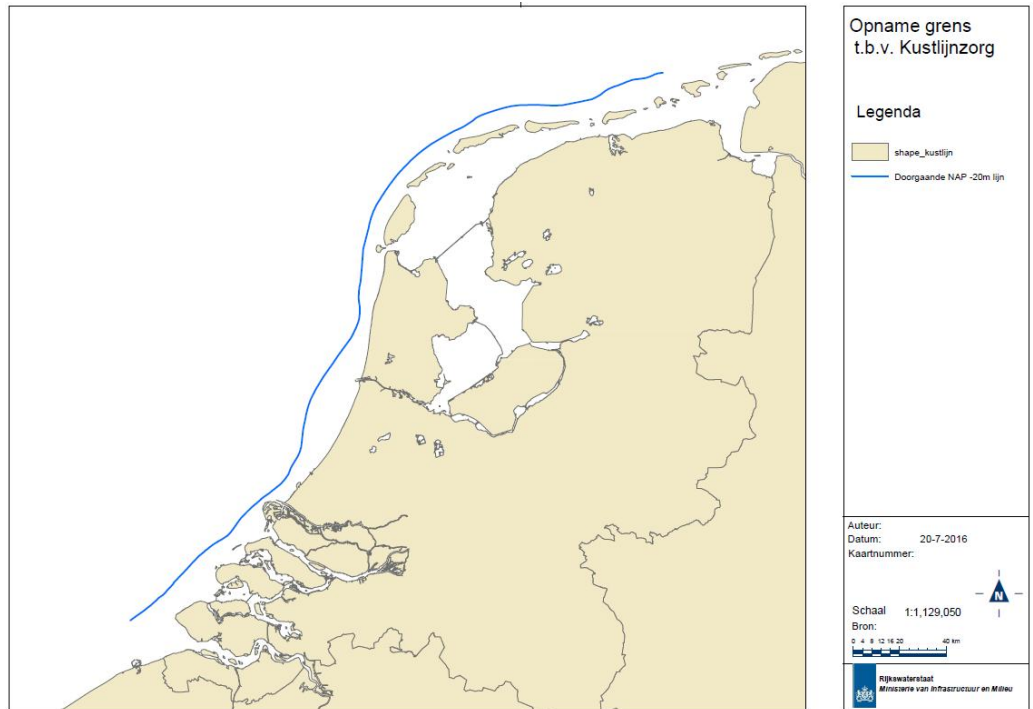 Opname grens
t.b.v. Kustlijnzorg
Legenda
shape_kustlijn
Doorgaande NAP -20m lijn
Auteur:
Datum: 20-7-2016
Kaartnummer:
N
Schaal 1:1,129,050
Bron:
0 4 8 12 16 20 40 km
Rijkswaterstaat
Ministerie van Infrastructuur en Milieu